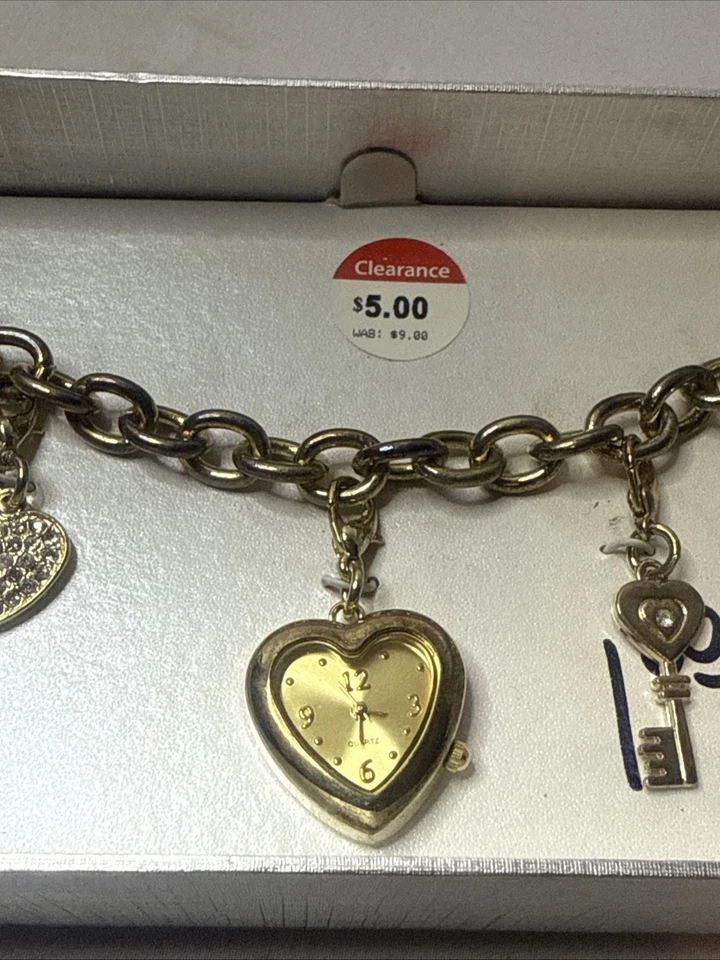 Clearance
$5.00
WAS: $9.00
12
9 3
QUARTZ
6